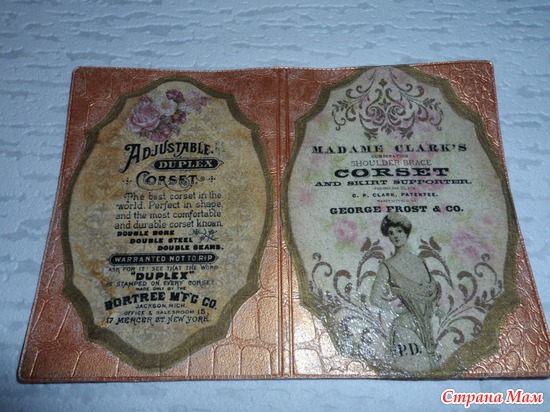 ADJUSTABLE
DUPLEX
CORSET
The best corset in the
world. Perfect in shape,
and the most comfortable
and durable corset known.
DOUBLE BONE
DOUBLE STEEL
DOUBLE SEAMS.
WARRANTED NOT TO RIP
ASK FOR IT! SEE THAT THE WORD
"DUPLEX"
IS STAMPED ON EVERY CORSET.
MADE ONLY BY THE
BORTREE M'F'G CO.
JACKSON, MICH.
OFFICE & SALESROOM 15,
17 MERCER ST. NEW YORK.
MADAME CLARK'S
SHOULDER BRACE
CORSET
AND SKIRT SUPPORTER.
C. P. CLARK, PATENTEE.
GEORGE FROST & CO.
P.D.
Страна Мам